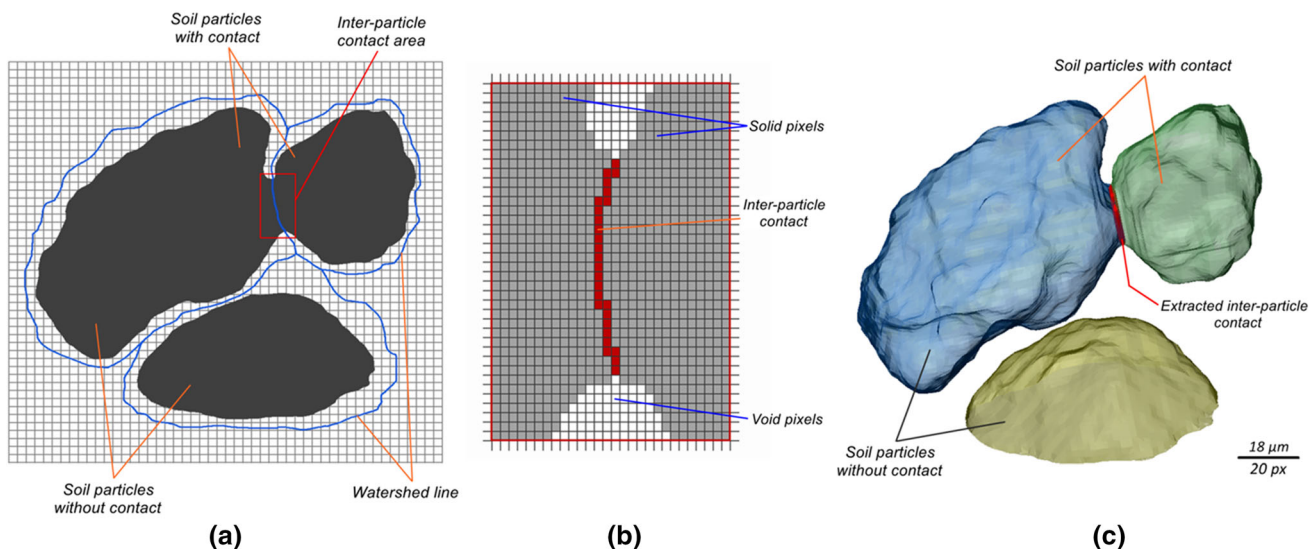 Soil particles
with contact
Inter-particle
contact area
Soil particles
without contact
Watershed line
(a)
Solid pixels
Inter-particle
contact
Void pixels
(b)
Soil particles with contact
Extracted inter-particle
contact
Soil particles
without contact
18 µm
20 px
(c)